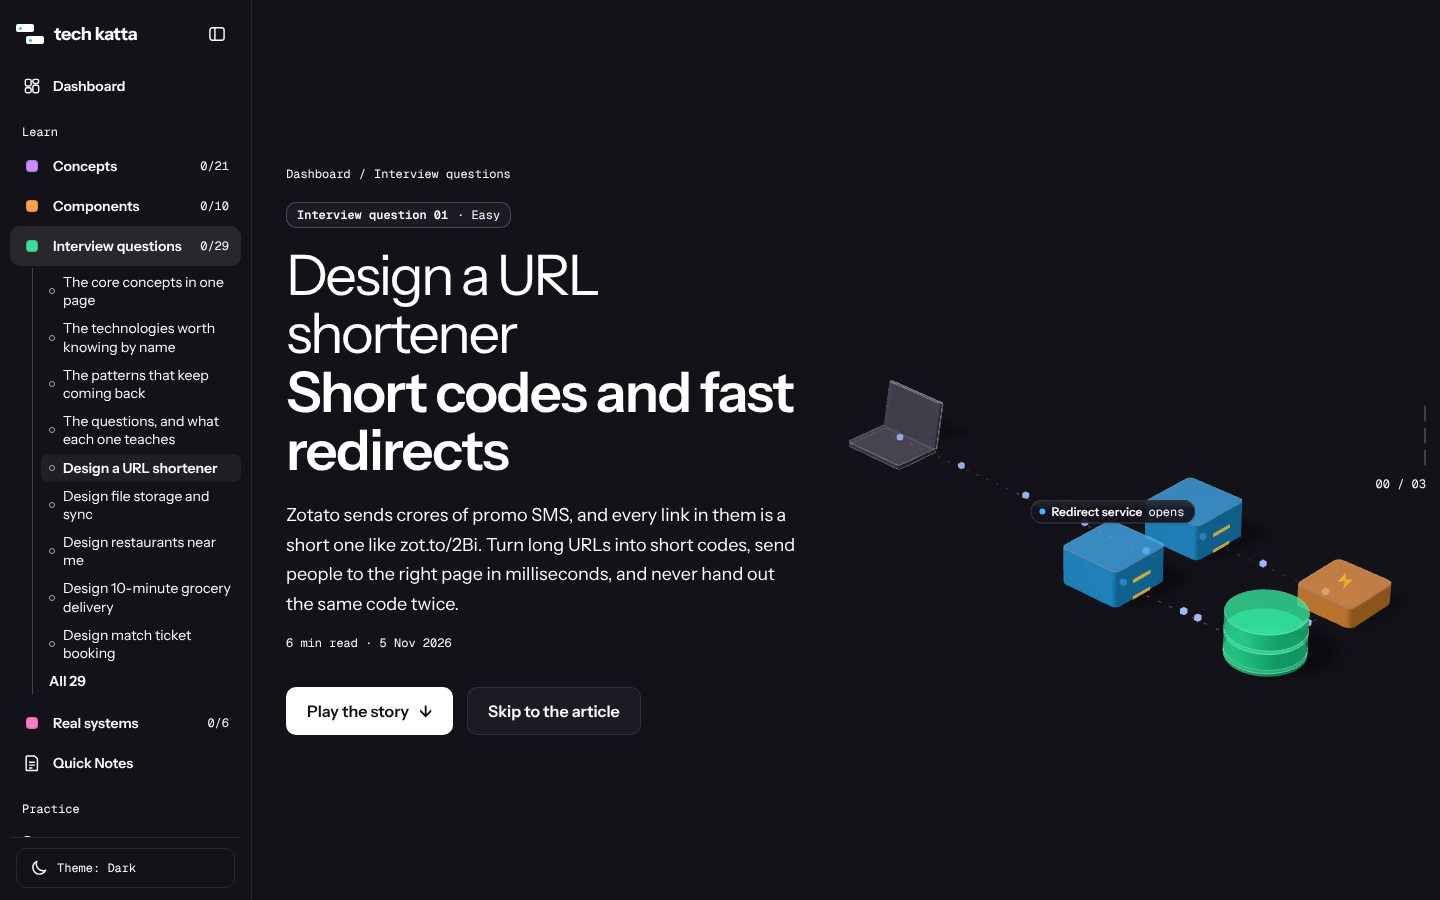 tech katta
Dashboard
Learn
Concepts 0/21
Components 0/10
Interview questions 0/29
The core concepts in one
page
The technologies worth
knowing by name
The patterns that keep
coming back
The questions, and what
each one teaches
Design a URL shortener
Design file storage and
sync
Design restaurants near
me
Design 10-minute grocery
delivery
Design match ticket
booking
All 29
Real systems 0/6
Quick Notes
Practice
Theme: Dark
Dashboard / Interview questions
Interview question 01 · Easy
Design a URL
shortener
Short codes and fast
redirects
Zotato sends crores of promo SMS, and every link in them is a
short one like zot.to/2Bi. Turn long URLs into short codes, send
people to the right page in milliseconds, and never hand out
the same code twice.
6 min read · 5 Nov 2026
Play the story ↓
Skip to the article
Redirect service opens
00 / 03